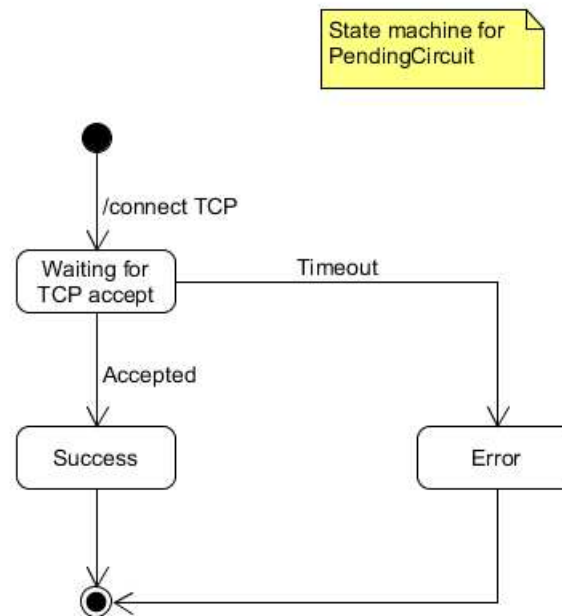 State machine for
PendingCircuit
/connect TCP
Waiting for
TCP accept
Timeout
Accepted
Success
Error